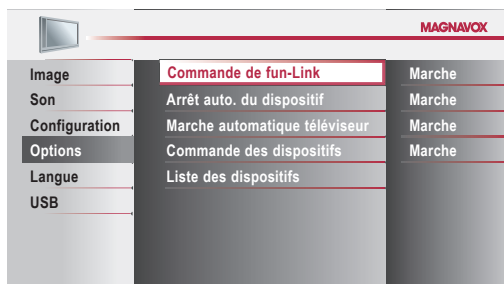 MAGNAVOX
Image
Son
Configuration
Options
Langue
USB
Commande de fun-Link
Arrêt auto. du dispositif
Marche automatique téléviseur
Commande des dispositifs
Liste des dispositifs
Marche
Marche
Marche
Marche